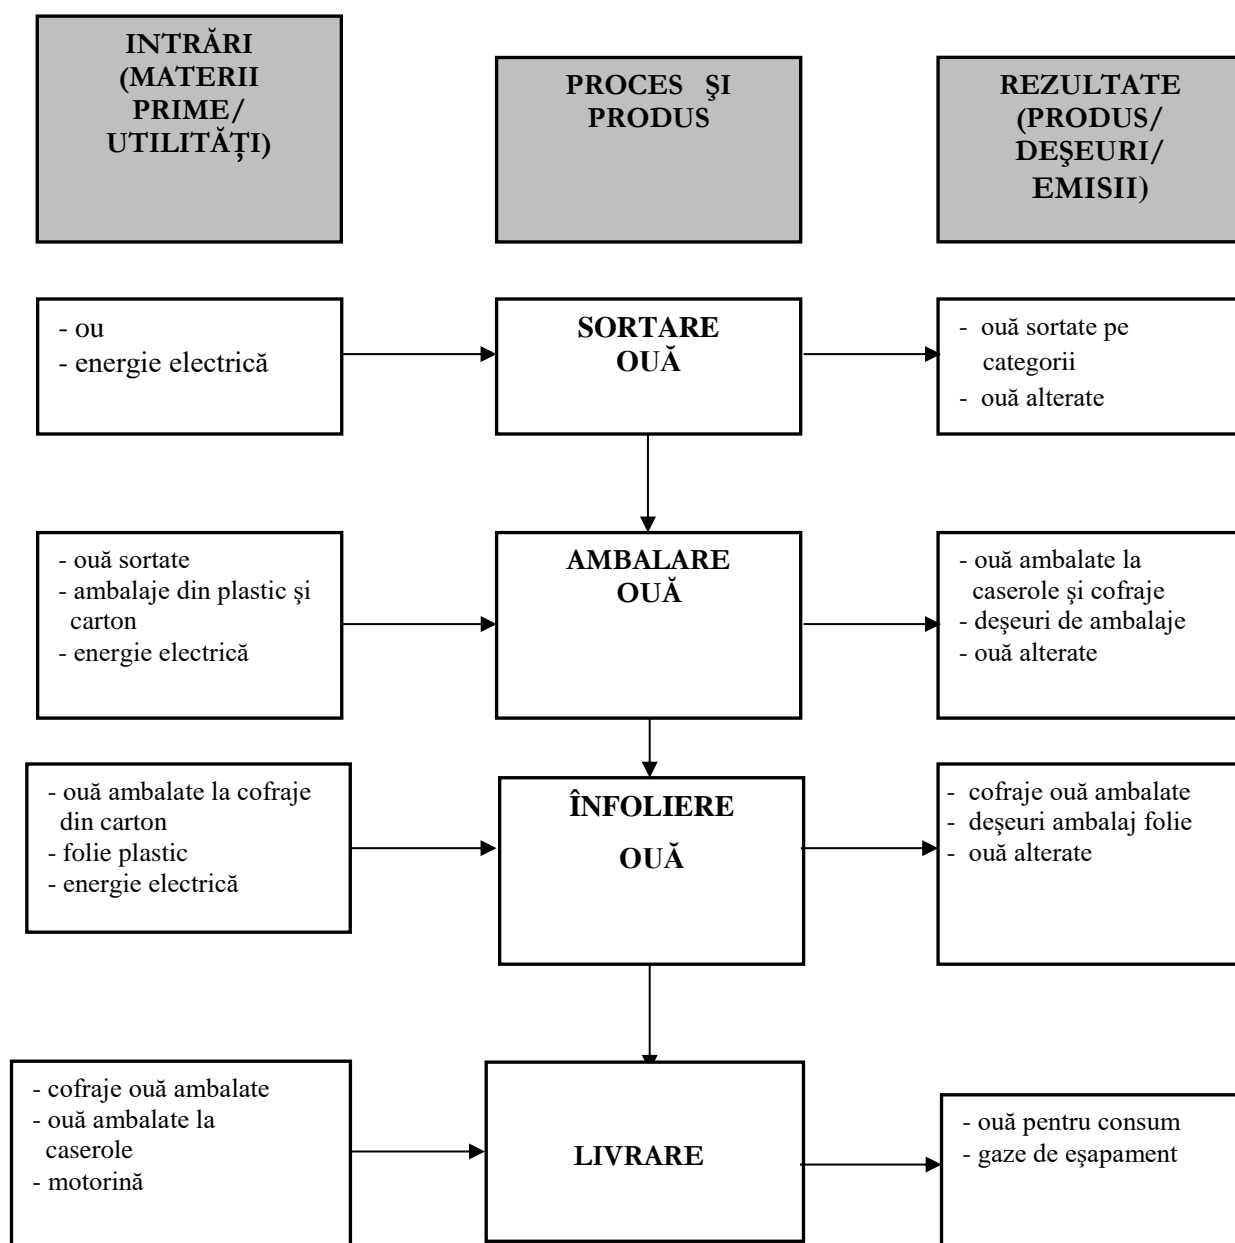 INTRĂRI
(MATERII
PRIME/
UTILITĂȚI)
PROCES ŞI
PRODUS
REZULTATE
(PRODUS/
DEŞEURI/
EMISII)
- ou
- energie electrică
SORTARE
OUĂ
- ouă sortate pe
categorii
- ouă alterate
- ouă sortate
- ambalaje din plastic şi
carton
- energie electrică
AMBALARE
OUĂ
- ouă ambalate la
caserole şi cofraje
- deşeuri de ambalaje
- ouă alterate
- ouă ambalate la cofraje
din carton
- folie plastic
- energie electrică
ÎNFOLIERE
OUĂ
- cofraje ouă ambalate
- deşeuri ambalaj folie
- ouă alterate
- cofraje ouă ambalate
- ouă ambalate la
caserole
- motorină
LIVRARE
- ouă pentru consum
- gaze de eşapament